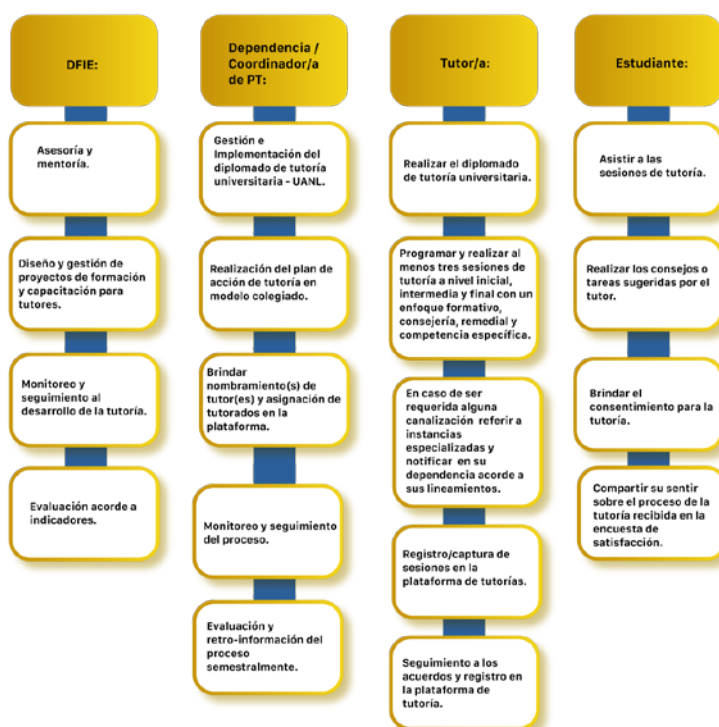 DFIE:
Asesoría y
mentoría.
Diseño y gestión de
proyectos de formación
y capacitación para
tutores.
Monitoreo y
seguimiento al
desarrollo de la tutoría.
Evaluación acorde a
indicadores.
Dependencia /
Coordinador/a
de PT:
Gestión e
Implementación del
diplomado de tutoría
universitaria - UANL.
Realización del plan de
acción de tutoría en
modelo colegiado.
Brindar
nombramiento(s) de
tutor(es) y asignación de
tutorados en la
plataforma.
Monitoreo y seguimiento
del proceso.
Evaluación y
retro-información del
proceso
semestralmente.
Tutor/a:
Realizar el diplomado
de tutoría universitaria.
Programar y realizar al
menos tres sesiones de
tutoría a nivel inicial,
intermedia y final con un
enfoque formativo,
consejería, remedial y
competencia específica.
En caso de ser
requerida alguna
canalización referir a
instancias
especializadas y
notificar en su
dependencia acorde a
sus lineamientos.
Registro/captura de
sesiones en la
plataforma de tutorías.
Seguimiento a los
acuerdos y registro en
la plataforma de
tutoría.
Estudiante:
Asistir a las
sesiones de tutoría.
Realizar los consejos o
tareas sugeridas por el
tutor.
Brindar el
consentimiento para la
tutoría.
Compartir su sentir
sobre el proceso de la
tutoría recibida en la
encuesta de
satisfacción.